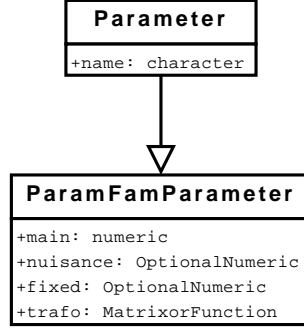 Parameter
+name: character
ParamFamParameter
+main: numeric
+nuisance: OptionalNumeric
+fixed: OptionalNumeric
+trafo: MatrixorFunction